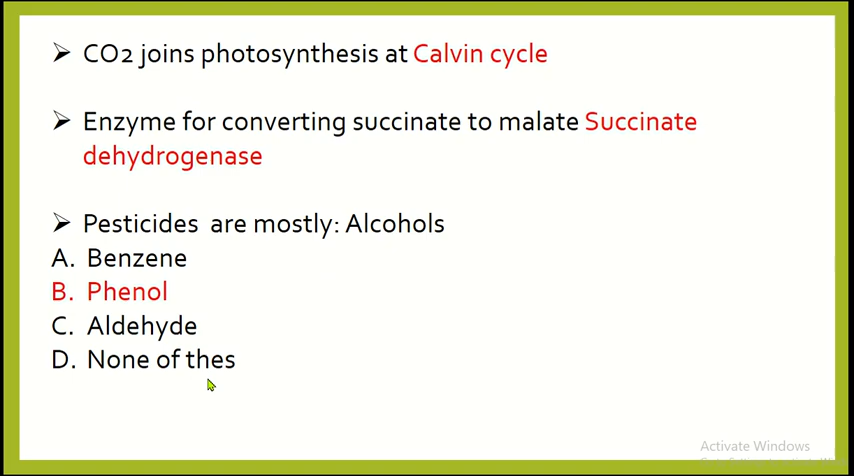 ➢ CO2 joins photosynthesis at Calvin cycle
➢ Enzyme for converting succinate to malate Succinate
dehydrogenase
➢ Pesticides are mostly: Alcohols
A. Benzene
B. Phenol
C. Aldehyde
D. None of thes
Activate Windows